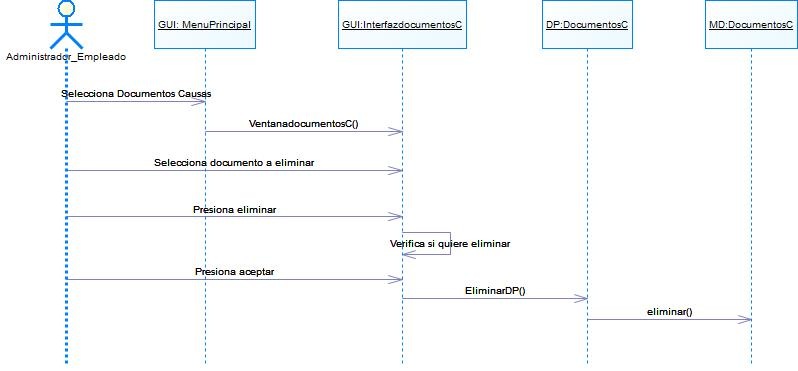 GUI: MenuPrincipal
GUI:InterfazdocumentosC
DP:DocumentosC
MD:DocumentosC
Administrador_Empleado
Selecciona Documentos Causas
VentanadocumentosC()
Selecciona documento a eliminar
Presiona eliminar
Verifica si quiere eliminar
Presiona aceptar
EliminarDP()
eliminar()